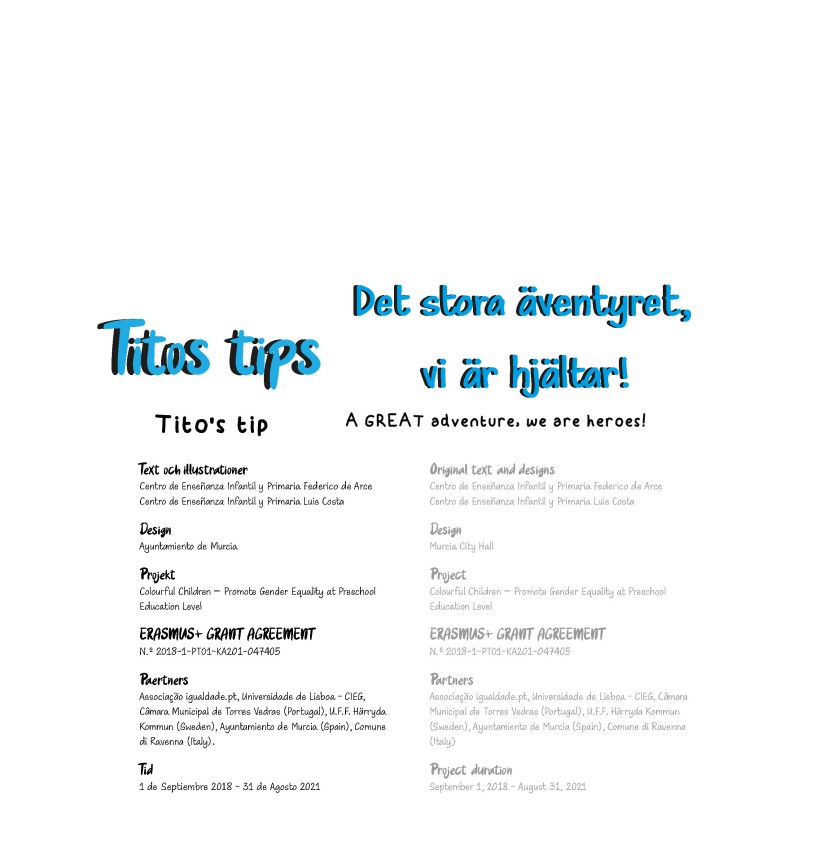 Titos tips
Tito's tip
Det stora äventyret,
vi är hjältar!
A GREAT adventure, we are heroes!
Text och illustrationer
Centro de Enseñanza Infantil y Primaria Federico de Arce
Centro de Enseñanza Infantil y Primaria Luis Costa
Design
Ayuntamiento de Murcia
Projekt
Colourful Children – Promote Gender Equality at Preschool
Education Level
ERASMUS+ GRANT AGREEMENT
N.º 2018-1-PT01-KA201-047405
Paertners
Associação igualdade.pt, Universidade de Lisboa - CIEG,
Câmara Municipal de Torres Vedras (Portugal), U.F.F. Härryda
Kommun (Sweden), Ayuntamiento de Murcia (Spain), Comune
di Ravenna (Italy).
Tid
1 de Septiembre 2018 - 31 de Agosto 2021
Original text and designs
Centro de Enseñanza Infantil y Primaria Federico de Arce
Centro de Enseñanza Infantil y Primaria Luis Costa
Design
Murcia City Hall
Project
Colourful Children – Promote Gender Equality at Preschool
Education Level
ERASMUS+ GRANT AGREEMENT
N.º 2018-1-PT01-KA201-047405
Partners
Associação igualdade.pt, Universidade de Lisboa - CIEG, Câmara
Municipal de Torres Vedras (Portugal), U.F.F. Härryda Kommun
(Sweden), Ayuntamiento de Murcia (Spain), Comune di Ravenna
(Italy)
Project duration
September 1, 2018 - August 31, 2021